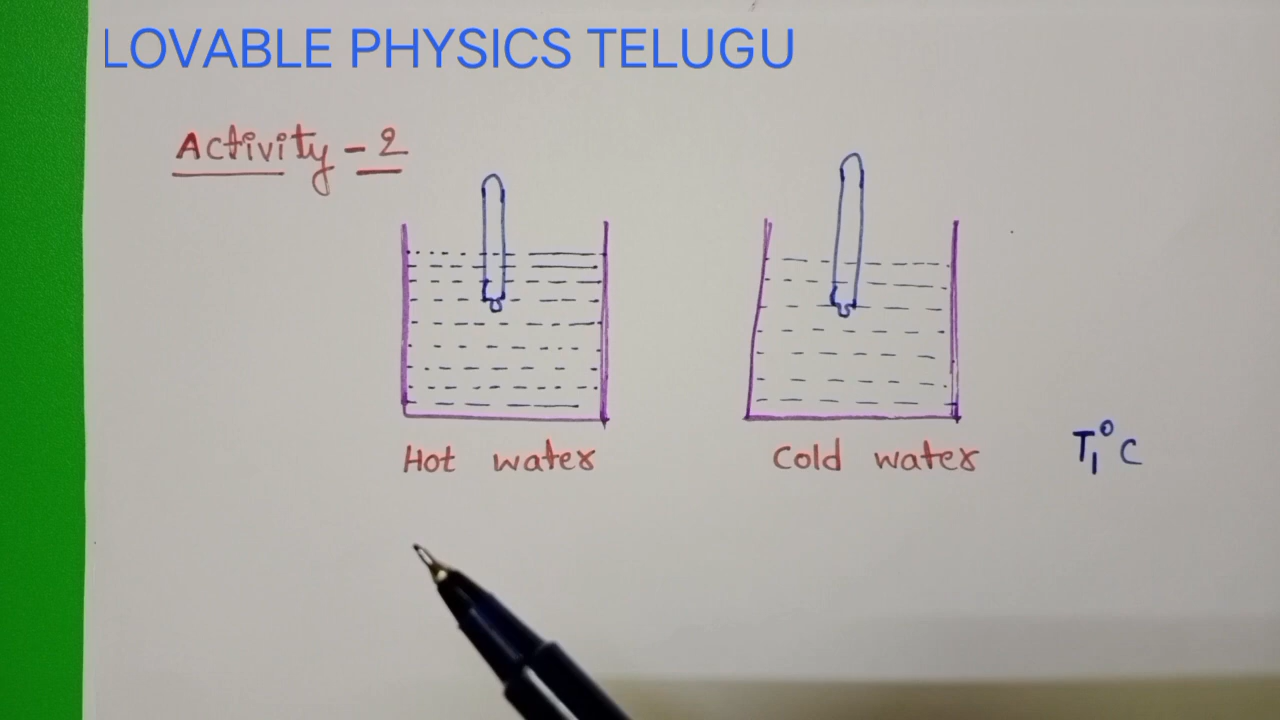 LOVABLE PHYSICS TELUGU
Activity - 2
Hot water
Cold water
T₁°C